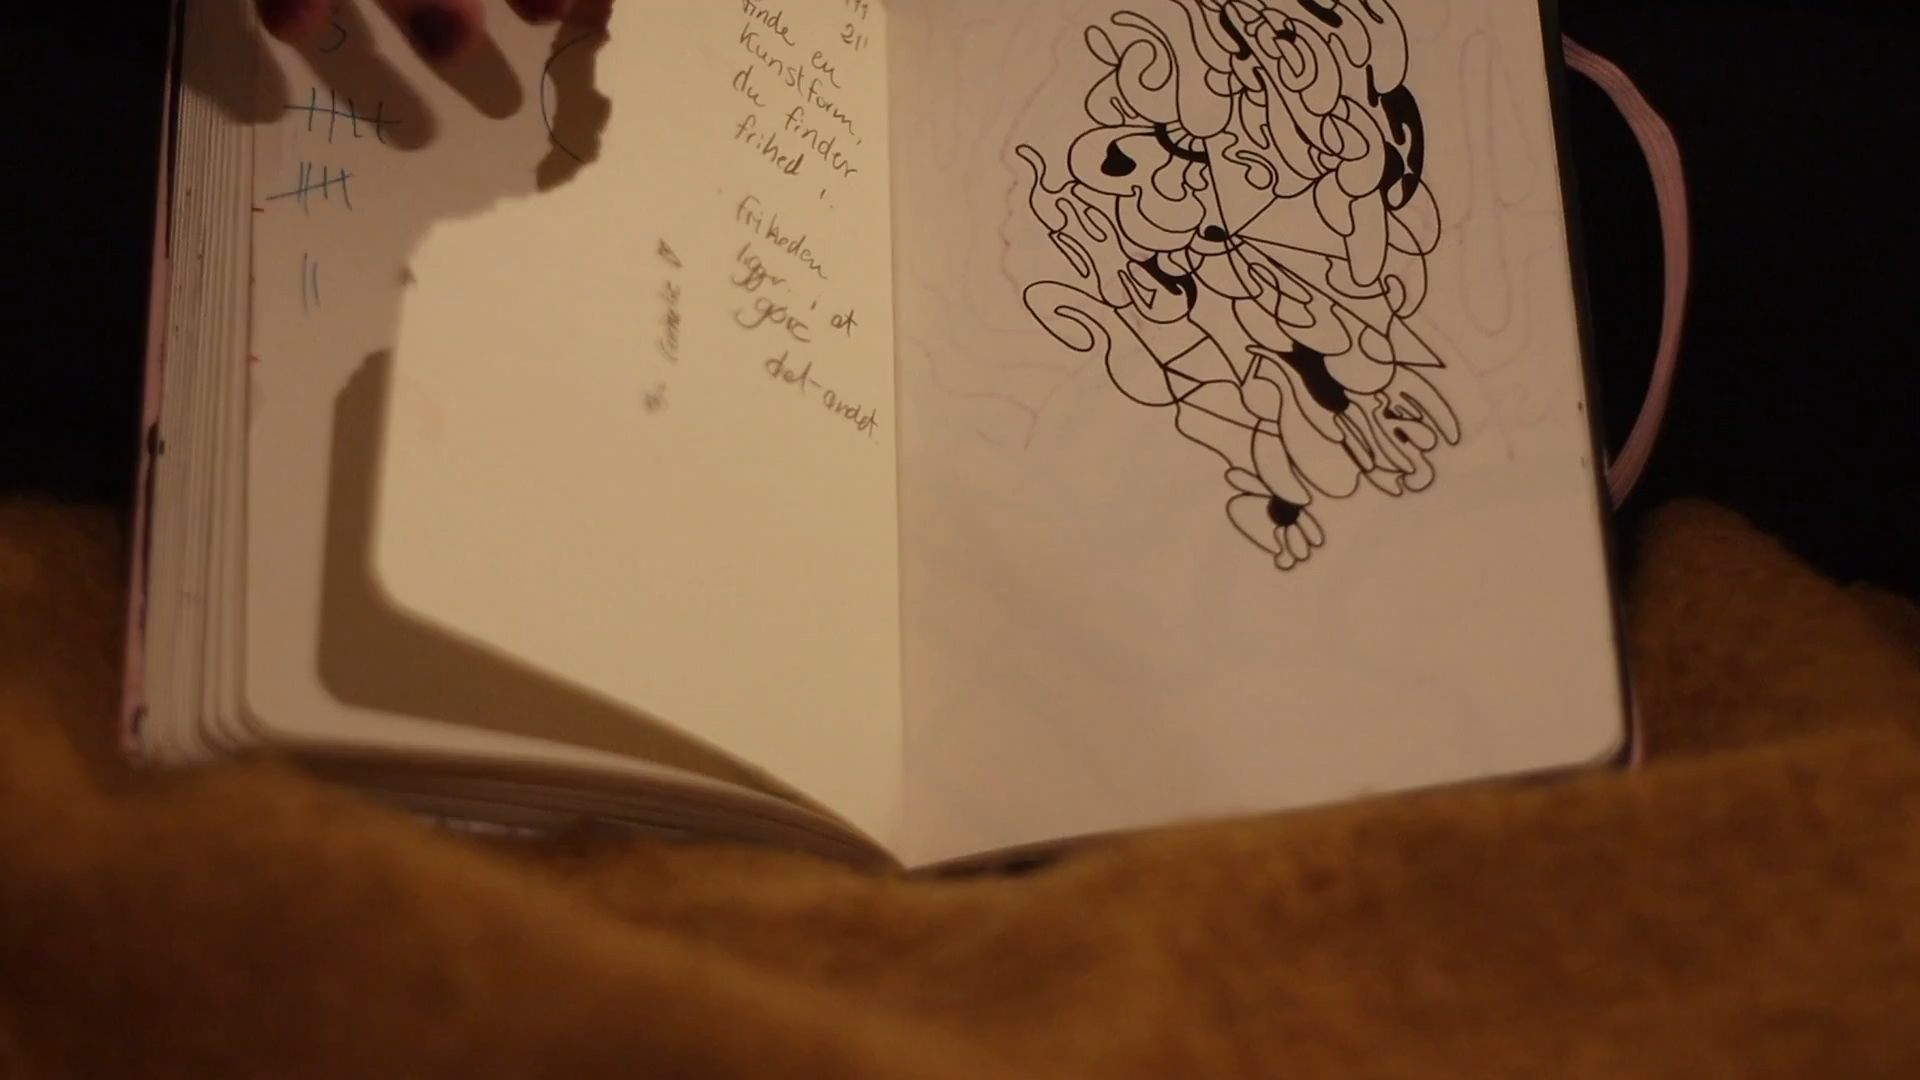 finde en
kunstform,
du finder
frihed i.
friheden
ligger i at
gøre
det andet.